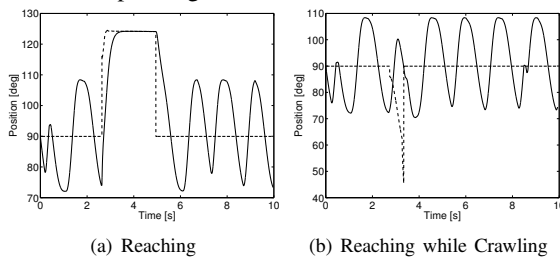 130
120
110
100
90
80
70
Position [deg]
0 2 4 6 8 10
Time [s]
(a) Reaching
110
100
90
80
70
60
50
40
Position [deg]
0 2 4 6 8 10
Time [s]
(b) Reaching while Crawling